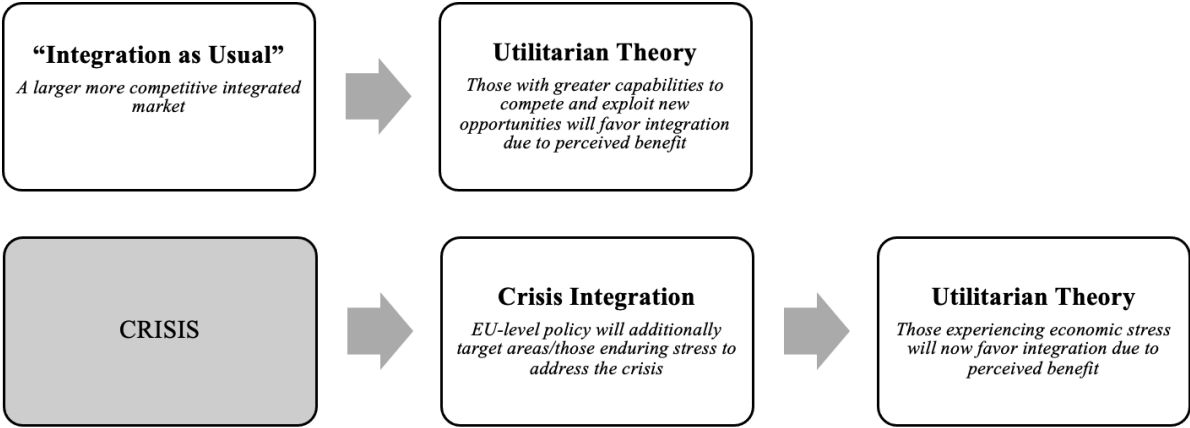 “Integration as Usual”
A larger more competitive integrated
market
Utilitarian Theory
Those with greater capabilities to
compete and exploit new
opportunities will favor integration
due to perceived benefit
CRISIS
Crisis Integration
EU-level policy will additionally
target areas/those enduring stress to
address the crisis
Utilitarian Theory
Those experiencing economic stress
will now favor integration due to
perceived benefit